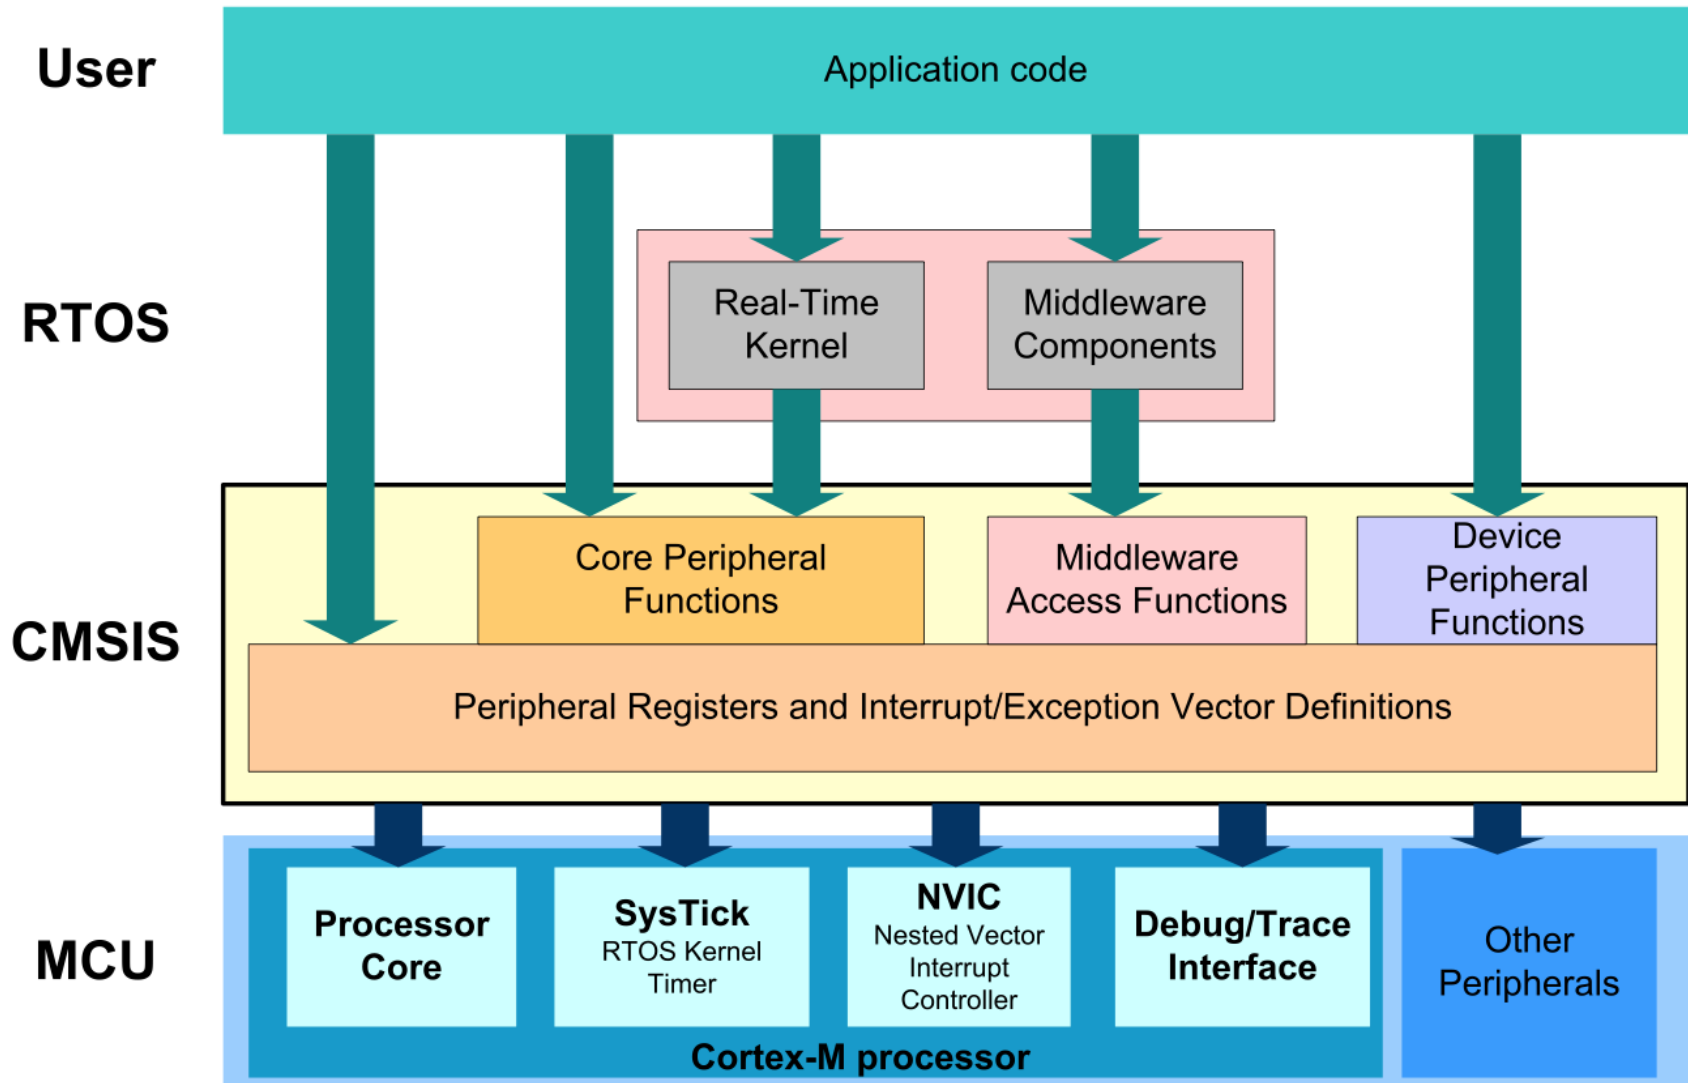 User
Application code
RTOS
Real-Time
Kernel
Middleware
Components
CMSIS
Core Peripheral
Functions
Middleware
Access Functions
Device
Peripheral
Functions
Peripheral Registers and Interrupt/Exception Vector Definitions
MCU
Processor
Core
SysTick
RTOS Kernel
Timer
NVIC
Nested Vector
Interrupt
Controller
Debug/Trace
Interface
Other
Peripherals
Cortex-M processor